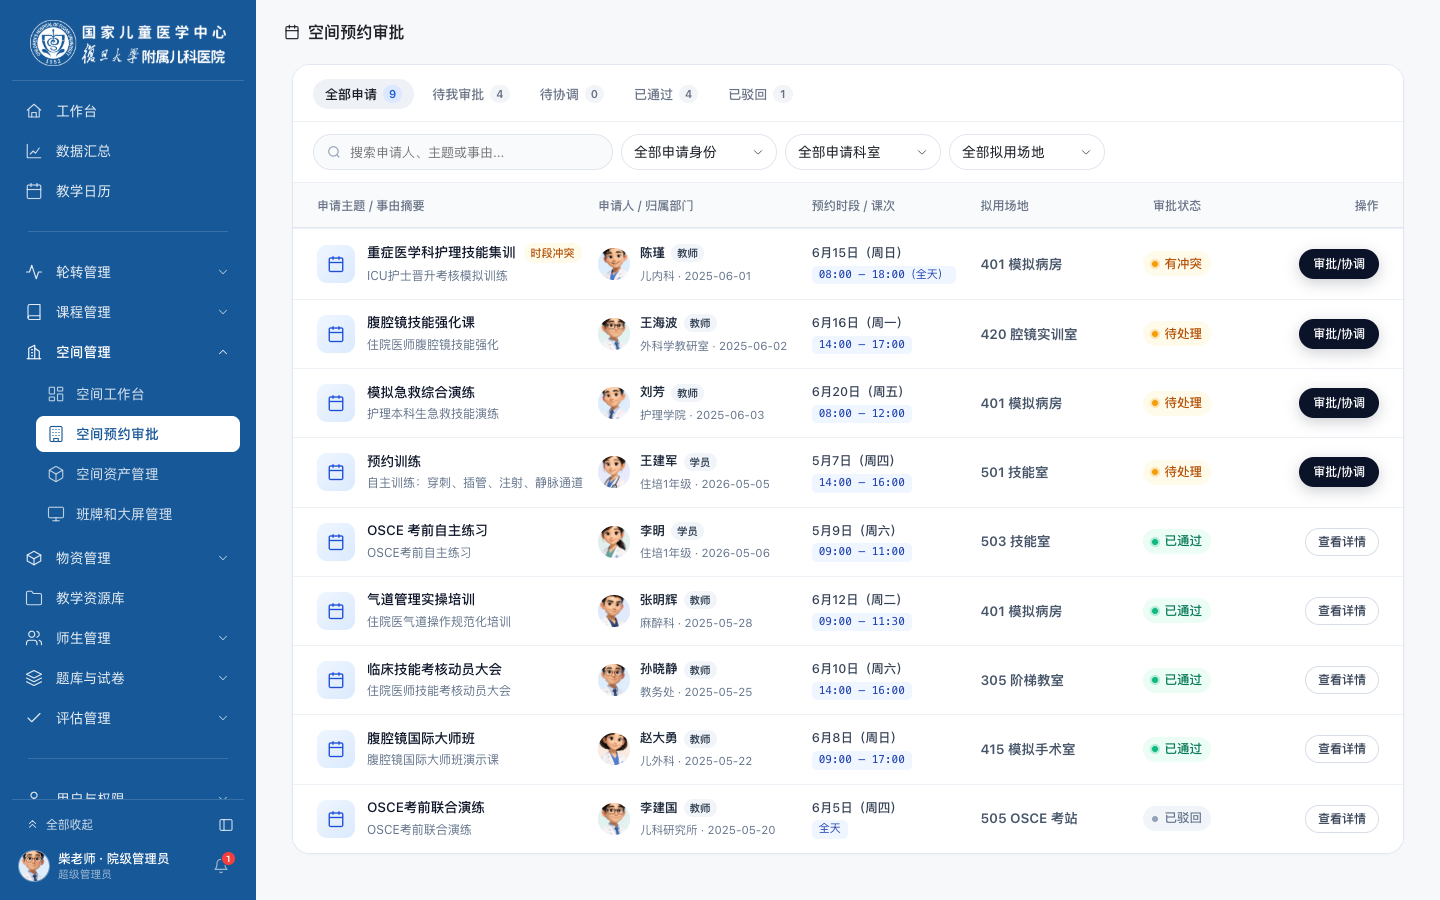 国家儿童医学中心
復旦大学附属儿科医院
工作台
数据汇总
教学日历
轮转管理
课程管理
空间管理
空间工作台
空间预约审批
空间资产管理
班牌和大屏管理
物资管理
教学资源库
师生管理
题库与试卷
评估管理
用户与权限
全部收起
柴老师 · 院级管理员
超级管理员
1
空间预约审批
全部申请 9 待我审批 4 待协调 0 已通过 4 已驳回 1
搜索申请人、主题或事由... 全部申请身份 全部申请科室 全部拟用场地
申请主题 / 事由摘要 申请人 / 归属部门 预约时段 / 课次 拟用场地 审批状态 操作
重症医学科护理技能集训 时段冲突 陈瑾 教师 6月15日（周日） 401 模拟病房 有冲突 审批/协调
ICU护士晋升考核模拟训练 儿内科 · 2025-06-01 08:00 – 18:00（全天）
腹腔镜技能强化课 王海波 教师 6月16日（周一） 420 腔镜实训室 待处理 审批/协调
住院医师腹腔镜技能强化 外科学教研室 · 2025-06-02 14:00 – 17:00
模拟急救综合演练 刘芳 教师 6月20日（周五） 401 模拟病房 待处理 审批/协调
护理本科生急救技能演练 护理学院 · 2025-06-03 08:00 – 12:00
预约训练 王建军 学员 5月7日（周四） 501 技能室 待处理 审批/协调
自主训练：穿刺、插管、注射、静脉通道 住培1年级 · 2026-05-05 14:00 – 16:00
OSCE 考前自主练习 李明 学员 5月9日（周六） 503 技能室 已通过 查看详情
OSCE考前自主练习 住培1年级 · 2026-05-06 09:00 – 11:00
气道管理实操培训 张明辉 教师 6月12日（周二） 401 模拟病房 已通过 查看详情
住院医气道操作规范化培训 麻醉科 · 2025-05-28 09:00 – 11:30
临床技能考核动员大会 孙晓静 教师 6月10日（周六） 305 阶梯教室 已通过 查看详情
住院医师技能考核动员大会 教务处 · 2025-05-25 14:00 – 16:00
腹腔镜国际大师班 赵大勇 教师 6月8日（周日） 415 模拟手术室 已通过 查看详情
腹腔镜国际大师班演示课 儿外科 · 2025-05-22 09:00 – 17:00
OSCE考前联合演练 李建国 教师 6月5日（周四） 505 OSCE 考站 已驳回 查看详情
OSCE考前联合演练 儿科研究所 · 2025-05-20 全天